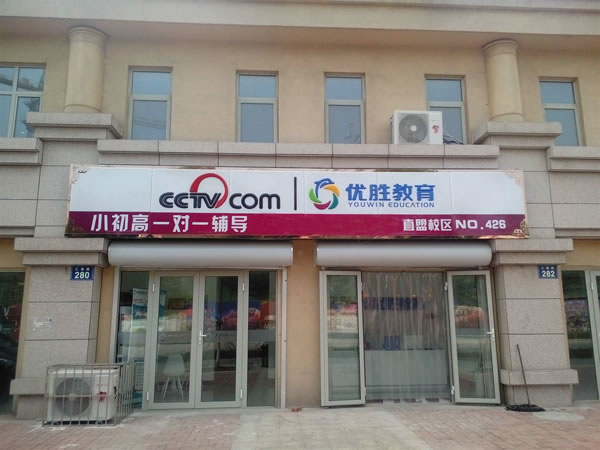 CCTV.com
优胜教育
YOUWIN EDUCATION
小初高一对一辅导
直盟校区 NO.426
280
282